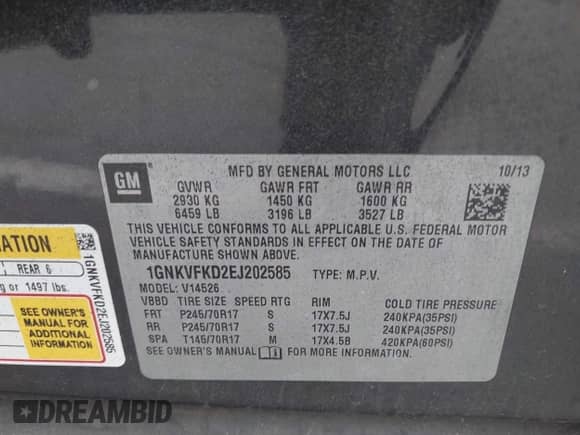 GM
MFD BY GENERAL MOTORS LLC 10/13
GVWR GAWR FRT GAWR RR
2930 KG 1450 KG 1600 KG
6459 LB 3196 LB 3527 LB
THIS VEHICLE CONFORMS TO ALL APPLICABLE U.S. FEDERAL MOTOR
VEHICLE SAFETY STANDARDS IN EFFECT ON THE DATE OF
MANUFACTURE SHOWN ABOVE.
1GNKVFKD2EJ202585 TYPE: M.P.V.
MODEL: V14526
VBBD TIRE SIZE SPEED RTG RIM COLD TIRE PRESSURE
FRT P245/70R17 S 17X7.5J 240KPA(35PSI)
RR P245/70R17 S 17X7.5J 240KPA(35PSI)
SPA T145/70R17 M 17X4.5B 420KPA(60PSI)
SEE OWNER'S MANUAL FOR MORE INFORMATION.
MATION
REAR 6
g or 1497 lbs.
SEE OWNER'S
MANUAL FOR
ADDITIONAL
INFORMATION
1GNKVFKD2EJ202585
DREAMBID